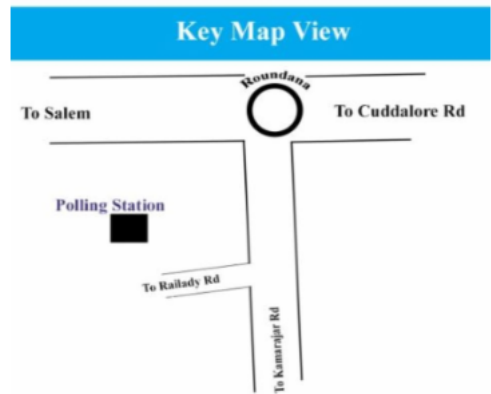 Key Map View
Roundana
To Salem
To Cuddalore Rd
Polling Station
To Railady Rd
To Kamarajar Rd